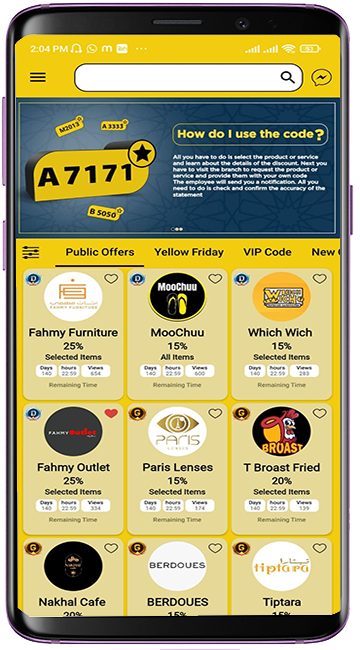 2:04 PM
How do I use the code?
M2013
A 3333
A 7171
B 5050
All you have to do is select the product or service
and learn about the details of the discount. Next you
have to visit the branch to request the product or
service and provide them with your own code
The employee will send you a notification. All you
need to do is check and confirm the accuracy of the
statement
Public Offers Yellow Friday VIP Code New
MooChuu
Fahmy Furniture MooChuu Which Wich
25% 15% 15%
Selected Items All Items Selected Items
Days hours Views Days hours Views Days hours Views
140 22:59 654 140 22:59 600 140 22:59 283
Remaining Time Remaining Time Remaining Time
FAHMY Outlet PARIS LENSES BROAST
Fahmy Outlet Paris Lenses T Broast Fried
25% 15% 20%
Selected Items Selected Items Selected Items
Days hours Views Days hours Views Days hours Views
140 22:59 334 140 22:59 174 140 22:59 139
Remaining Time Remaining Time Remaining Time
BERDOUES tiptara
Nakhal Cafe BERDOUES Tiptara
20% 15% 15%